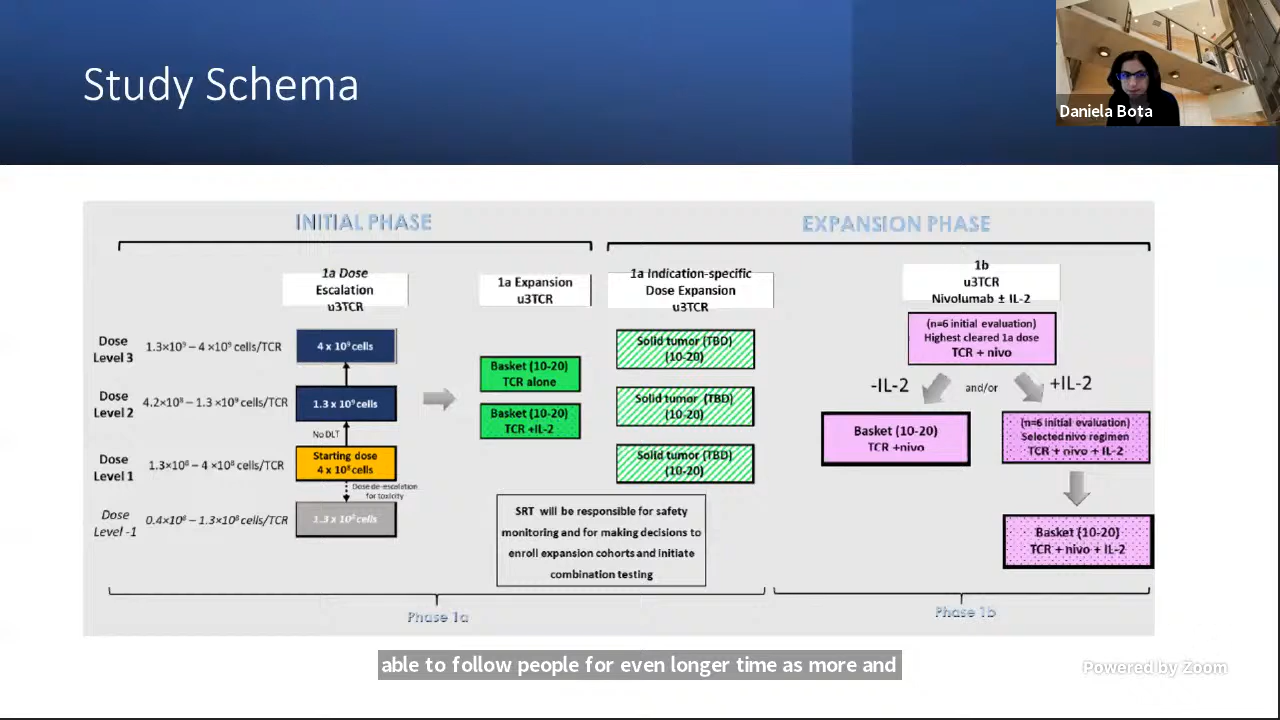 Study Schema
Daniela Bota
INITIAL PHASE
EXPANSION PHASE
1a Dose
Escalation
u3TCR
1a Expansion
u3TCR
1a Indication-specific
Dose Expansion
u3TCR
1b
u3TCR
Nivolumab ± IL-2
Dose
Level 3
1.3×10⁹ – 4 ×10⁹ cells/TCR
4 x 10⁹ cells
Dose
Level 2
4.2×10⁸ – 1.3 ×10⁹ cells/TCR
1.3 x 10⁹ cells
No DLT
Dose
Level 1
1.3×10⁸ – 4 ×10⁸ cells/TCR
Starting dose
4 x 10⁸ cells
Dose de-escalation
for toxicity
Dose
Level -1
0.4×10⁸ – 1.3×10⁸ cells/TCR
1.3 x 10⁸ cells
Basket (10-20)
TCR alone
Basket (10-20)
TCR +IL-2
Solid tumor (TBD)
(10-20)
Solid tumor (TBD)
(10-20)
Solid tumor (TBD)
(10-20)
SRT will be responsible for safety
monitoring and for making decisions to
enroll expansion cohorts and initiate
combination testing
(n=6 initial evaluation)
Highest cleared 1a dose
TCR + nivo
-IL-2
and/or
+IL-2
Basket (10-20)
TCR +nivo
(n=6 initial evaluation)
Selected nivo regimen
TCR + nivo + IL-2
Basket (10-20)
TCR + nivo + IL-2
Phase 1a
Phase 1b
able to follow people for even longer time as more and
Powered by Zoom